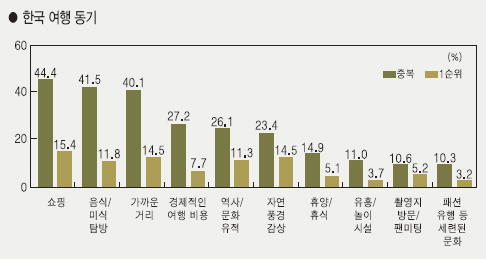 ● 한국 여행 동기
(%)
중복 1순위
60
40
20
0
44.4 41.5 40.1 27.2 26.1 23.4 14.9 11.0 10.6 10.3
15.4 11.8 14.5 7.7 11.3 14.5 5.1 3.7 5.2 3.2
쇼핑
음식/
미식
탐방
가까운
거리
경제적인
여행 비용
역사/
문화
유적
자연
풍경
감상
휴양/
휴식
유흥/
놀이
시설
촬영지
방문/
팬미팅
패션
유행 등
세련된
문화